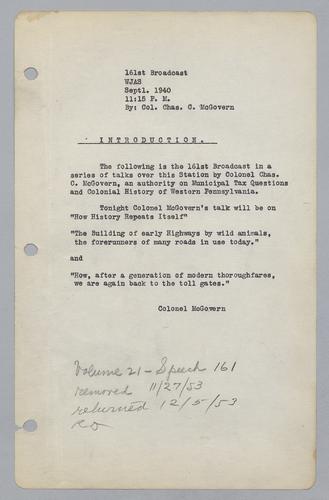 161st Broadcast
WJAS
Sept1. 1940
11:15 P. M.
By: Col. Chas. C. McGovern
INTRODUCTION.
The following is the 161st Broadcast in a
series of talks over this Station by Colonel Chas.
C. McGovern, an authority on Municipal Tax Questions
and Colonial History of Western Pennsylvania.
Tonight Colonel McGovern's talk will be on
"How History Repeats Itself"
"The Building of early Highways by wild animals,
the forerunners of many roads in use today."
and
"How, after a generation of modern thoroughfares,
we are again back to the toll gates."
Colonel McGovern
Volume 21 - Speech 161
removed 11/27/53
returned 12/5/53